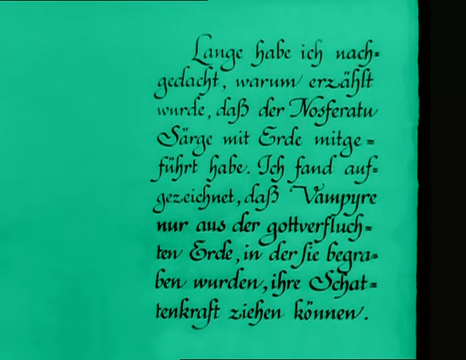 Lange habe ich nach=
gedacht, warum erzählt
wurde, daß der Nosferatu
Särge mit Erde mitge=
führt habe. Ich fand auf=
gezeichnet, daß Vampyre
nur aus der gottverfluch=
ten Erde, in der sie begra=
ben wurden, ihre Schat=
tenkraft ziehen können.